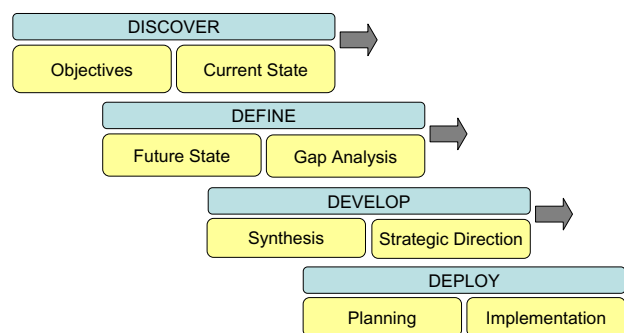 DISCOVER
Objectives
Current State
DEFINE
Future State
Gap Analysis
DEVELOP
Synthesis
Strategic Direction
DEPLOY
Planning
Implementation